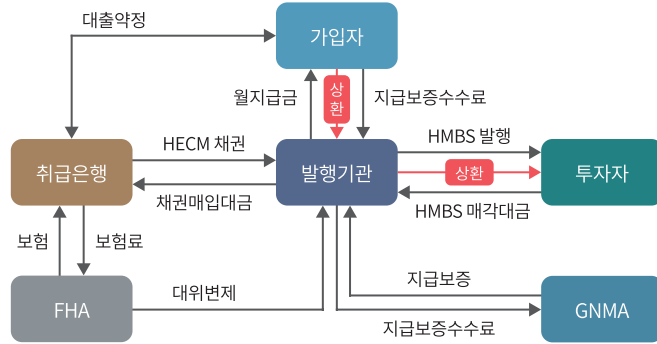 대출약정
가입자
월지급금
상
환
지급보증수수료
취급은행
HECM 채권
채권매입대금
발행기관
HMBS 발행
상환
HMBS 매각대금
투자자
보험
보험료
FHA
대위변제
지급보증
지급보증수수료
GNMA